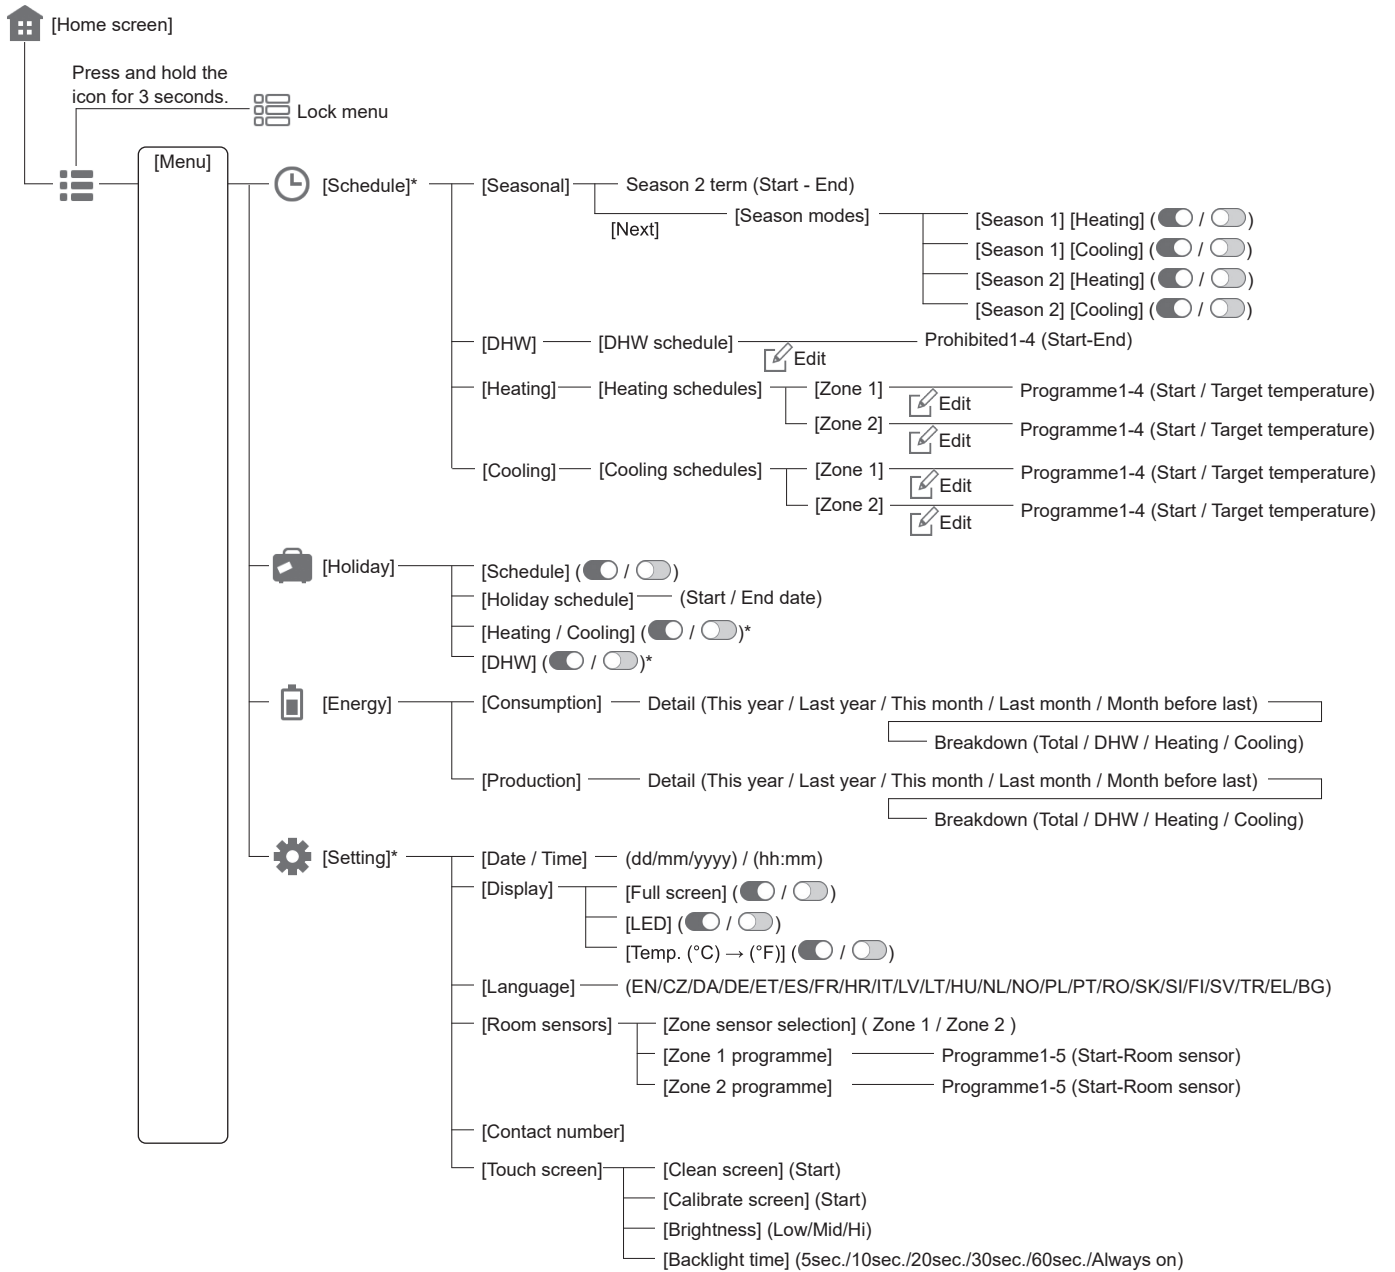 [Home screen]
Press and hold the
icon for 3 seconds.
Lock menu
[Menu]
[Schedule]*
[Seasonal]
Season 2 term (Start - End)
[Next]
[Season modes]
[Season 1] [Heating] ( / )
[Season 1] [Cooling] ( / )
[Season 2] [Heating] ( / )
[Season 2] [Cooling] ( / )
[DHW]
[DHW schedule]
Edit
Prohibited1-4 (Start-End)
[Heating]
[Heating schedules]
[Zone 1]
Edit
Programme1-4 (Start / Target temperature)
[Zone 2]
Edit
Programme1-4 (Start / Target temperature)
[Cooling]
[Cooling schedules]
[Zone 1]
Edit
Programme1-4 (Start / Target temperature)
[Zone 2]
Edit
Programme1-4 (Start / Target temperature)
[Holiday]
[Schedule] ( / )
[Holiday schedule]
(Start / End date)
[Heating / Cooling] ( / )*
[DHW] ( / )*
[Energy]
[Consumption]
Detail (This year / Last year / This month / Last month / Month before last)
Breakdown (Total / DHW / Heating / Cooling)
[Production]
Detail (This year / Last year / This month / Last month / Month before last)
Breakdown (Total / DHW / Heating / Cooling)
[Setting]*
[Date / Time]
(dd/mm/yyyy) / (hh:mm)
[Display]
[Full screen] ( / )
[LED] ( / )
[Temp. (°C) → (°F)] ( / )
[Language]
(EN/CZ/DA/DE/ET/ES/FR/HR/IT/LV/LT/HU/NL/NO/PL/PT/RO/SK/SI/FI/SV/TR/EL/BG)
[Room sensors]
[Zone sensor selection] ( Zone 1 / Zone 2 )
[Zone 1 programme]
Programme1-5 (Start-Room sensor)
[Zone 2 programme]
Programme1-5 (Start-Room sensor)
[Contact number]
[Touch screen]
[Clean screen] (Start)
[Calibrate screen] (Start)
[Brightness] (Low/Mid/Hi)
[Backlight time] (5sec./10sec./20sec./30sec./60sec./Always on)